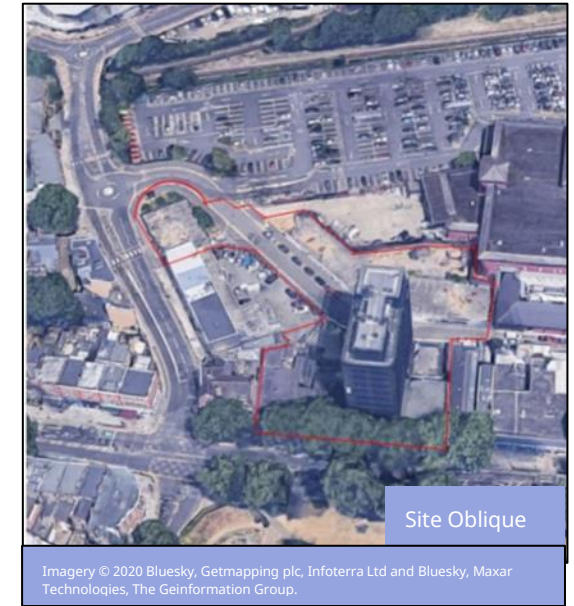 Site Oblique
Imagery © 2020 Bluesky, Getmapping plc, Infoterra Ltd and Bluesky, Maxar
Technologies, The Geinformation Group.